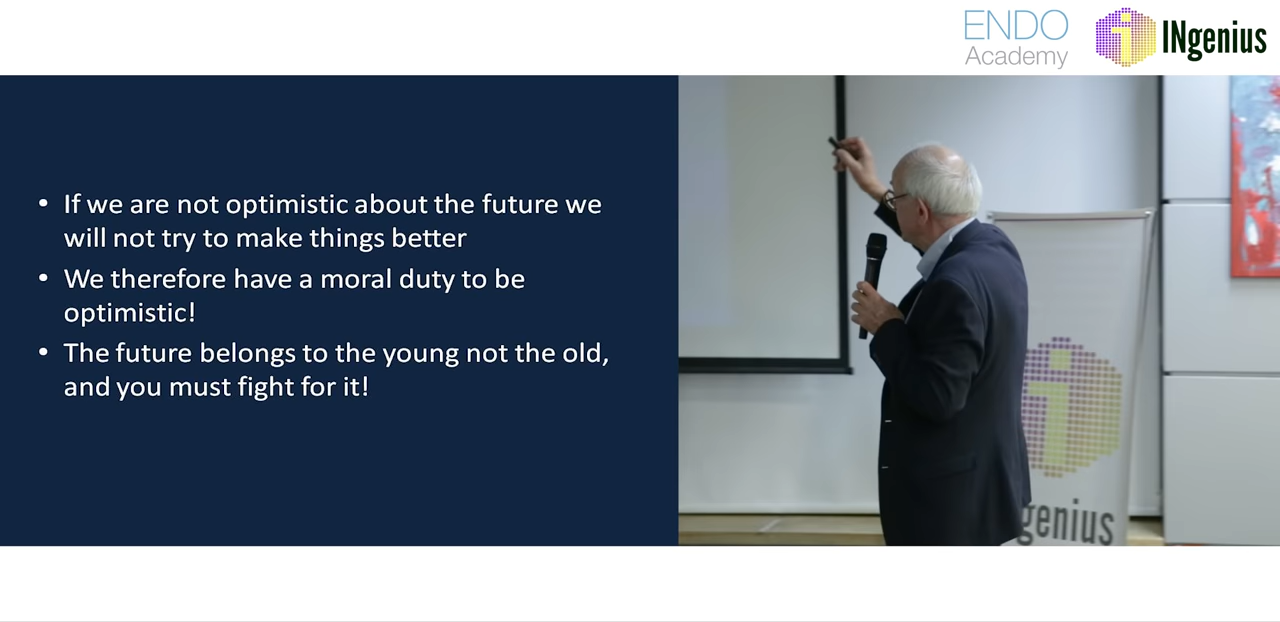 ENDO
Academy
INgenius
• If we are not optimistic about the future we
will not try to make things better
• We therefore have a moral duty to be
optimistic!
• The future belongs to the young not the old,
and you must fight for it!
genius